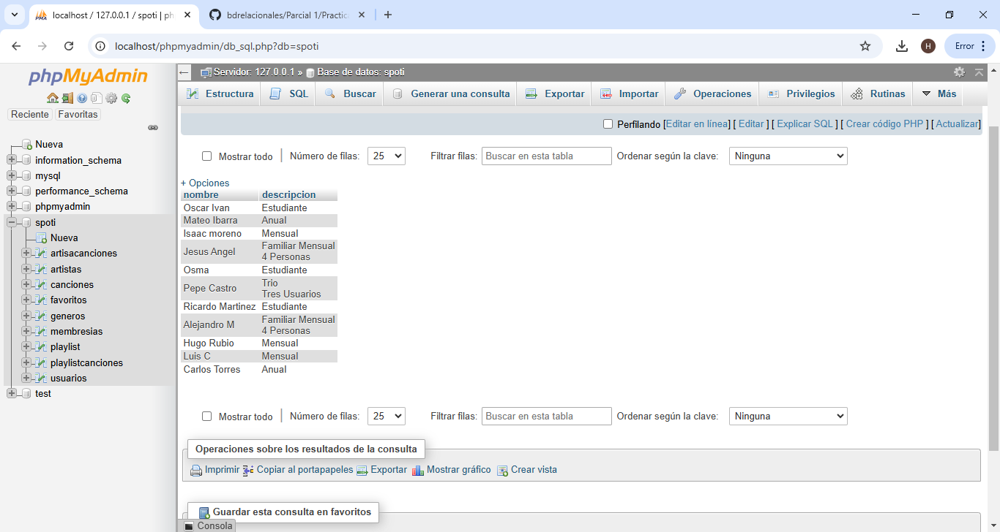 localhost / 127.0.0.1 / spoti | ph
bdrelacionales/Parcial 1/Practica
localhost/phpmyadmin/db_sql.php?db=spoti
H
Error
phpMyAdmin
Reciente Favoritas
Nueva
information_schema
mysql
performance_schema
phpmyadmin
spoti
Nueva
artisacanciones
artistas
canciones
favoritos
generos
membresias
playlist
playlistcanciones
usuarios
test
Servidor: 127.0.0.1 » Base de datos: spoti
Estructura SQL Buscar Generar una consulta Exportar Importar Operaciones Privilegios Rutinas Más
Perfilando [Editar en línea] [ Editar ] [ Explicar SQL ] [ Crear código PHP ] [ Actualizar]
Mostrar todo Número de filas: 25 Filtrar filas: Buscar en esta tabla Ordenar según la clave: Ninguna
+ Opciones
nombre descripcion
Oscar Ivan Estudiante
Mateo Ibarra Anual
Isaac moreno Mensual
Jesus Angel Familiar Mensual
4 Personas
Osma Estudiante
Pepe Castro Trio
Tres Usuarios
Ricardo Martinez Estudiante
Alejandro M Familiar Mensual
4 Personas
Hugo Rubio Mensual
Luis C Mensual
Carlos Torres Anual
Mostrar todo Número de filas: 25 Filtrar filas: Buscar en esta tabla Ordenar según la clave: Ninguna
Operaciones sobre los resultados de la consulta
Imprimir Copiar al portapapeles Exportar Mostrar gráfico Crear vista
Guardar esta consulta en favoritos
Consola